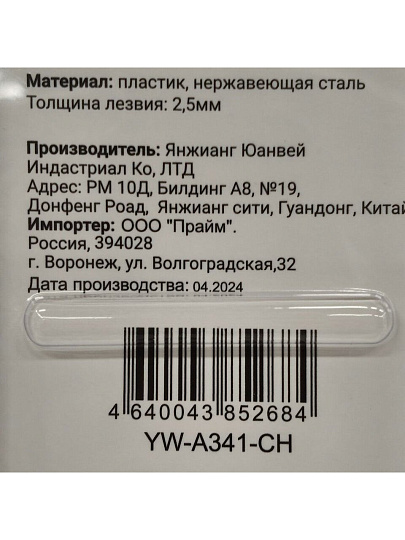 Материал: пластик, нержавеющая сталь
Толщина лезвия: 2,5мм
Производитель: Янжианг Юанвей
Индастриал Ко, ЛТД
Адрес: РМ 10Д, Билдинг А8, №19,
Донфенг Роад, Янжианг сити, Гуандонг, Китай
Импортер: ООО "Прайм".
Россия, 394028
г. Воронеж, ул. Волгоградская,32
Дата производства: 04.2024
4 640043 852684
YW-A341-CH